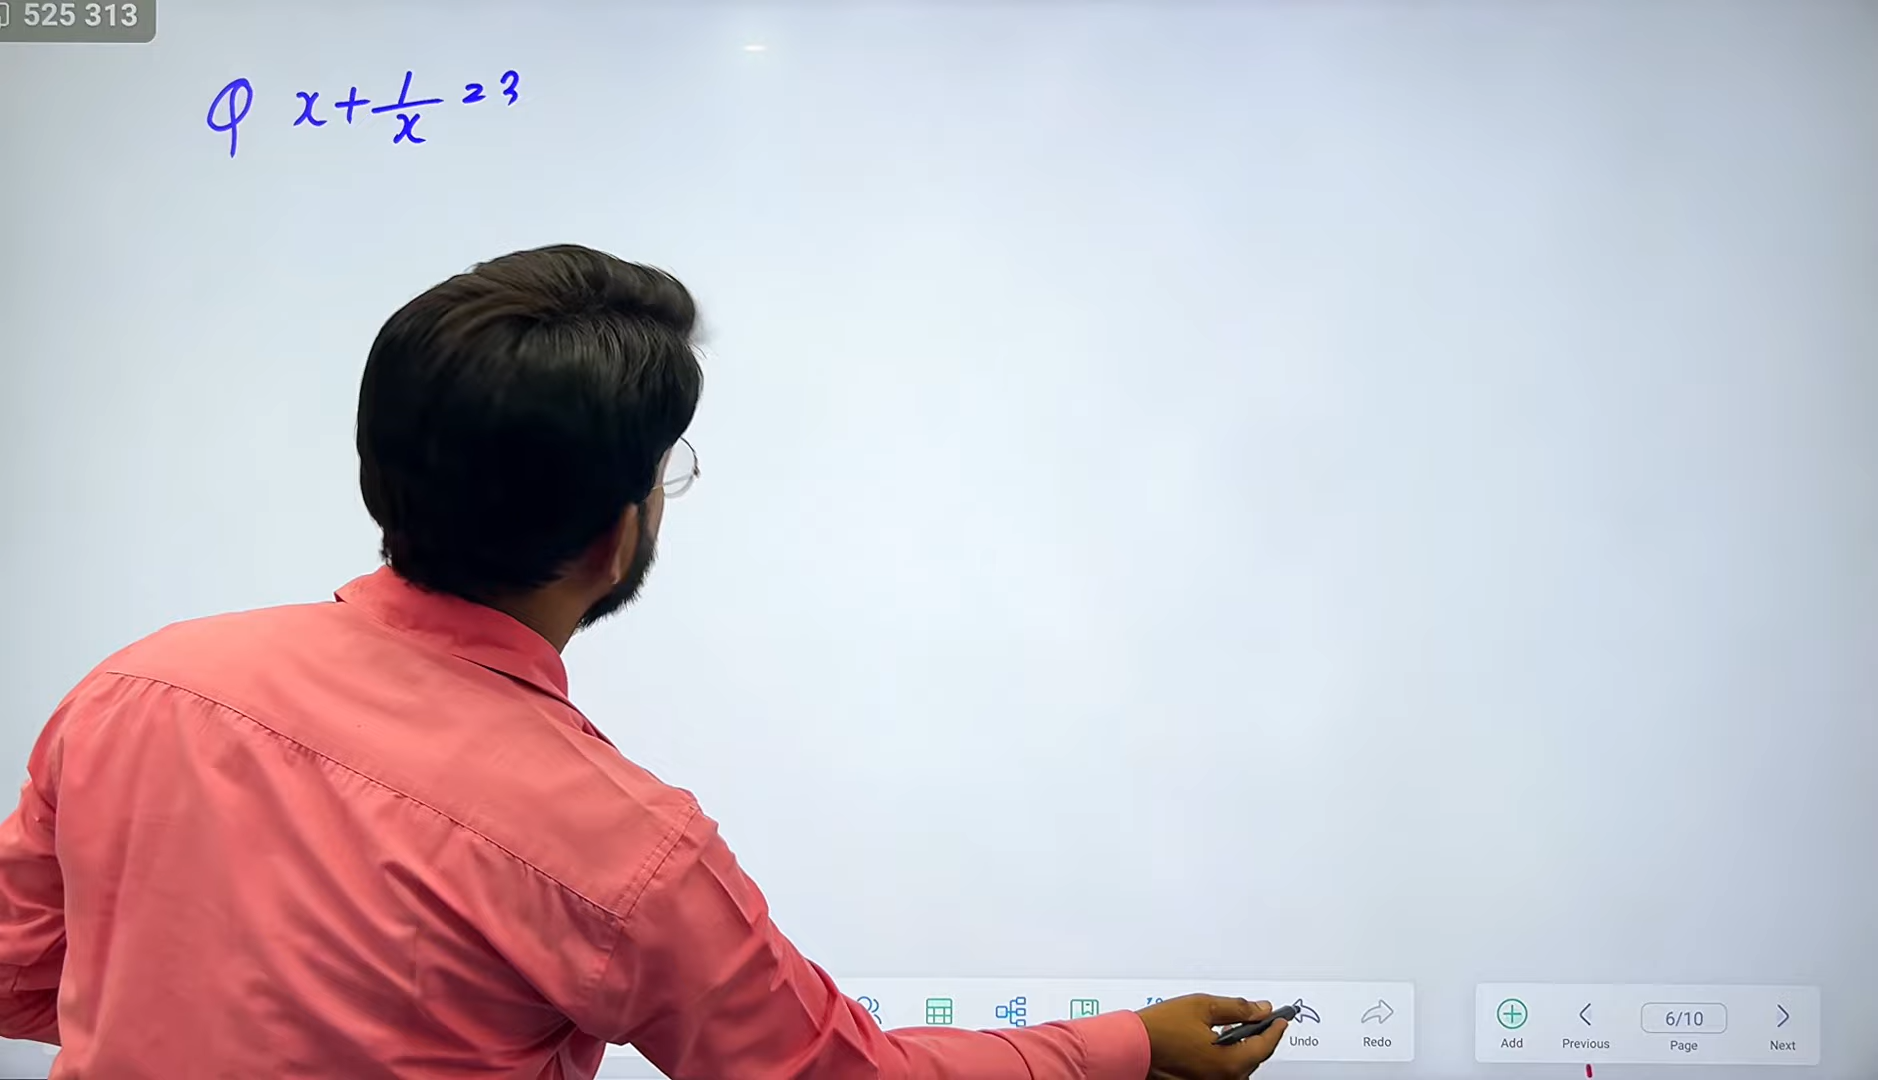 525 313
Q x + 1/x = 3
Undo
Redo
Add
Previous
6/10
Page
Next